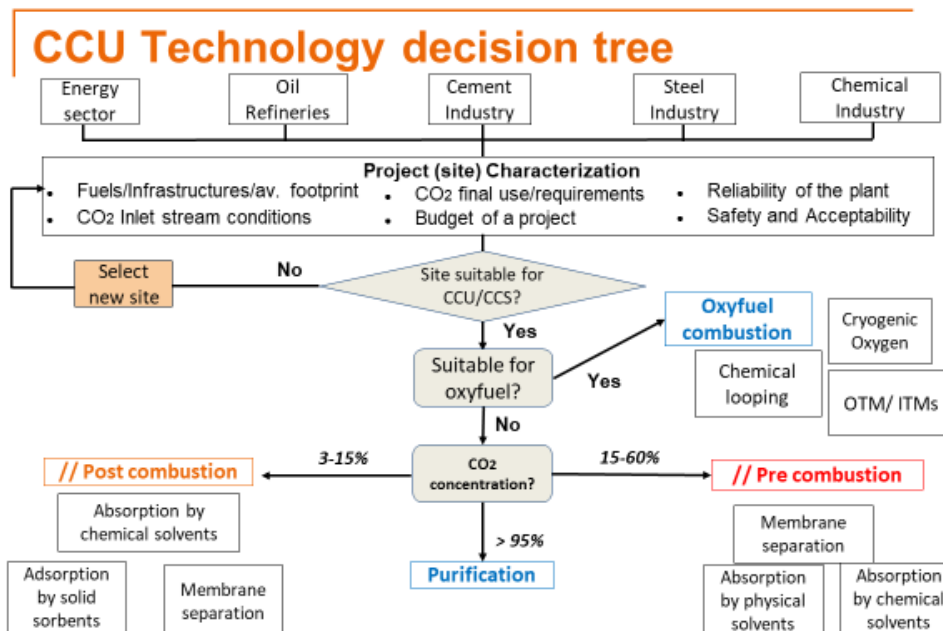 CCU Technology decision tree
Energy
sector
Oil
Refineries
Cement
Industry
Steel
Industry
Chemical
Industry
Project (site) Characterization
• Fuels/Infrastructures/av. footprint
• CO2 Inlet stream conditions
• CO2 final use/requirements
• Budget of a project
• Reliability of the plant
• Safety and Acceptability
Select
new site
No
Site suitable for
CCU/CCS?
Yes
Suitable for
oxyfuel?
Yes
Oxyfuel
combustion
Cryogenic
Oxygen
Chemical
looping
OTM/ ITMs
No
CO2
concentration?
3-15%
// Post combustion
Absorption by
chemical solvents
Adsorption
by solid
sorbents
Membrane
separation
> 95%
Purification
15-60%
// Pre combustion
Membrane
separation
Absorption
by physical
solvents
Absorption
by chemical
solvents